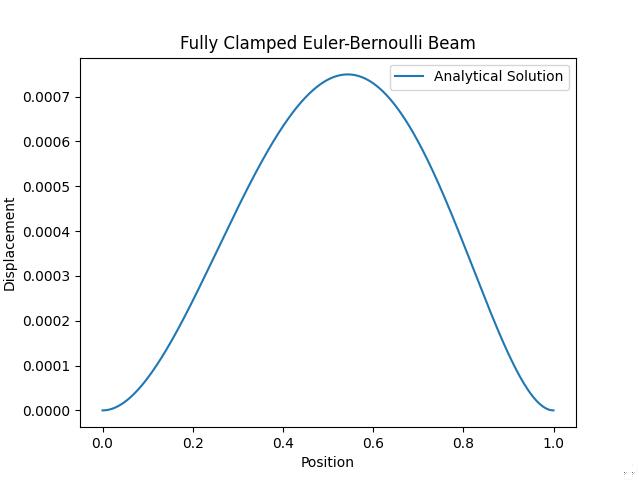 Fully Clamped Euler-Bernoulli Beam
Analytical Solution
Displacement
0.0007
0.0006
0.0005
0.0004
0.0003
0.0002
0.0001
0.0000
0.0 0.2 0.4 0.6 0.8 1.0
Position